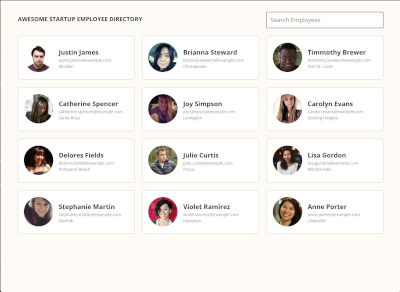 AWESOME STARTUP EMPLOYEE DIRECTORY
Search Employees
Justin James
justin.james@example.com
Brianna Steward
brianna.steward@example.com
Chesapeake
Timmothy Brewer
timmothy.brewer@example.com
Port St. Lucie
Catherine Spencer
catherine.spencer@example.com
Santa Rosa
Joy Simpson
joy.simpson@example.com
Lexington
Carolyn Evans
carolyn.evans@example.com
Sterling Heights
Delores Fields
delores.fields@example.com
Pembroke Beach
Julio Curtis
julio.curtis@example.com
Frisco
Lisa Gordon
lisa.gordon@example.com
Wichita Falls
Stephanie Martin
stephanie.martin@example.com
Norfolk
Violet Ramirez
violet.ramirez@example.com
Hampton
Anne Porter
anne.porter@example.com
Lewisville